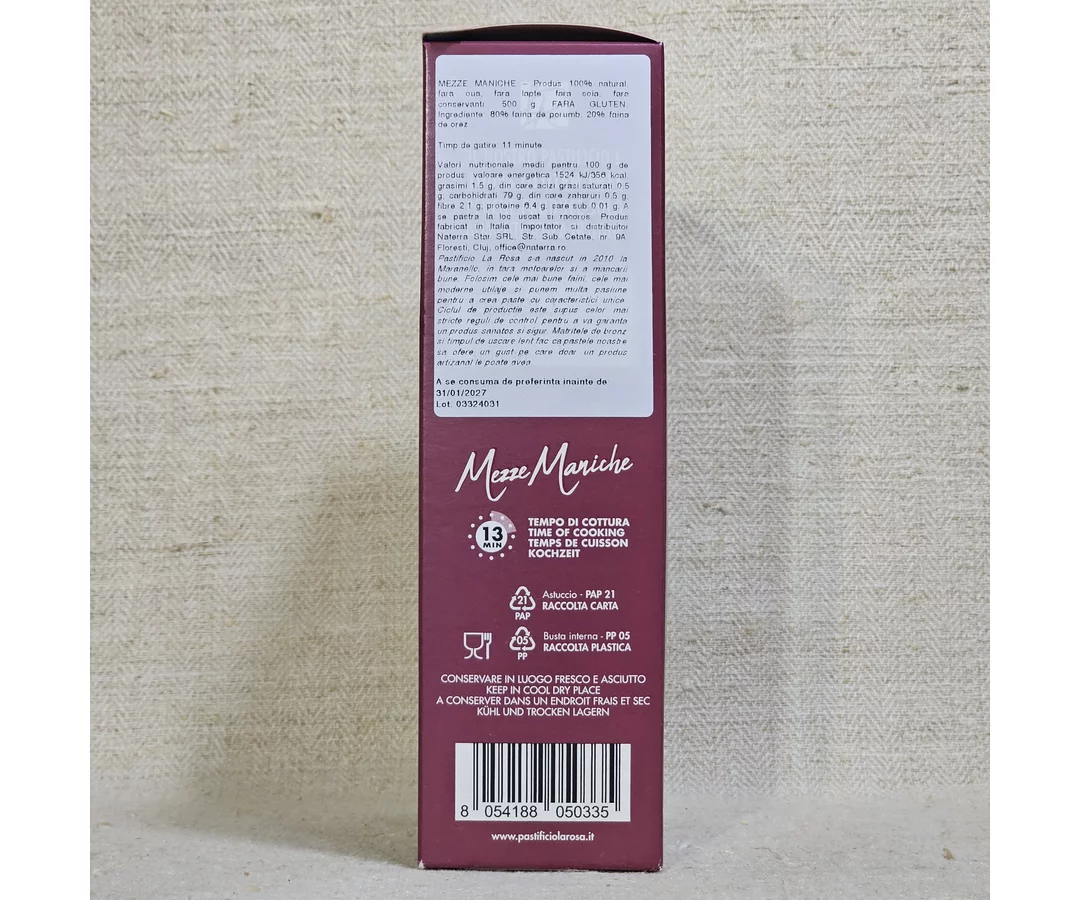 MEZZE MANICHE - Produs 100% natural,
fara oua, fara lapte, fara soia, fara
conservanti. 500 g FARA GLUTEN.
Ingrediente: 80% faina de porumb, 20% faina
de orez.
Timp de gatire: 11 minute.
Valori nutritionale medii pentru 100 g de
produs: valoare energetica 1524 kJ/356 kcal,
grasimi 1.5 g, din care acizi grasi saturati 0.5
g, carbohidrati 79 g, din care zaharuri 0.5 g,
fibre 2.1 g, proteine 6.4 g, sare sub 0.01 g. A
se pastra la loc uscat si racoros. Produs
fabricat in Italia. Importator si distribuitor
Naterra Star SRL, Str. Sub Cetate, nr. 9A,
Floresti, Cluj, office@naterra.ro
Pastificio La Rosa s-a nascut in 2010 la
Maranello, in tara motoarelor si a mancarii
bune. Folosim cele mai bune faini, cele mai
moderne utilaje si punem multa pasiune
pentru a crea paste cu caracteristici unice.
Ciclul de productie este supus celor mai
stricte reguli de control pentru a va garanta
un produs sanatos si sigur. Matritele de bronz
si timpul de uscare lent fac ca pastele noastre
sa ofere un gust pe care doar un produs
artizanal le poate avea.
A se consuma de preferinta inainte de
31/01/2027
Lot: 03324031
Mezze Maniche
13
MIN
TEMPO DI COTTURA
TIME OF COOKING
TEMPS DE CUISSON
KOCHZEIT
21
PAP
Astuccio - PAP 21
RACCOLTA CARTA
05
PP
Busta interna - PP 05
RACCOLTA PLASTICA
CONSERVARE IN LUOGO FRESCO E ASCIUTTO
KEEP IN COOL DRY PLACE
A CONSERVER DANS UN ENDROIT FRAIS ET SEC
KÜHL UND TROCKEN LAGERN
8 054188 050335
www.pastificiolarosa.it